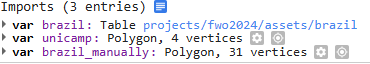 Imports (3 entries)
var brazil: Table projects/fwo2024/assets/brazil
var unicamp: Polygon, 4 vertices
var brazil_manually: Polygon, 31 vertices